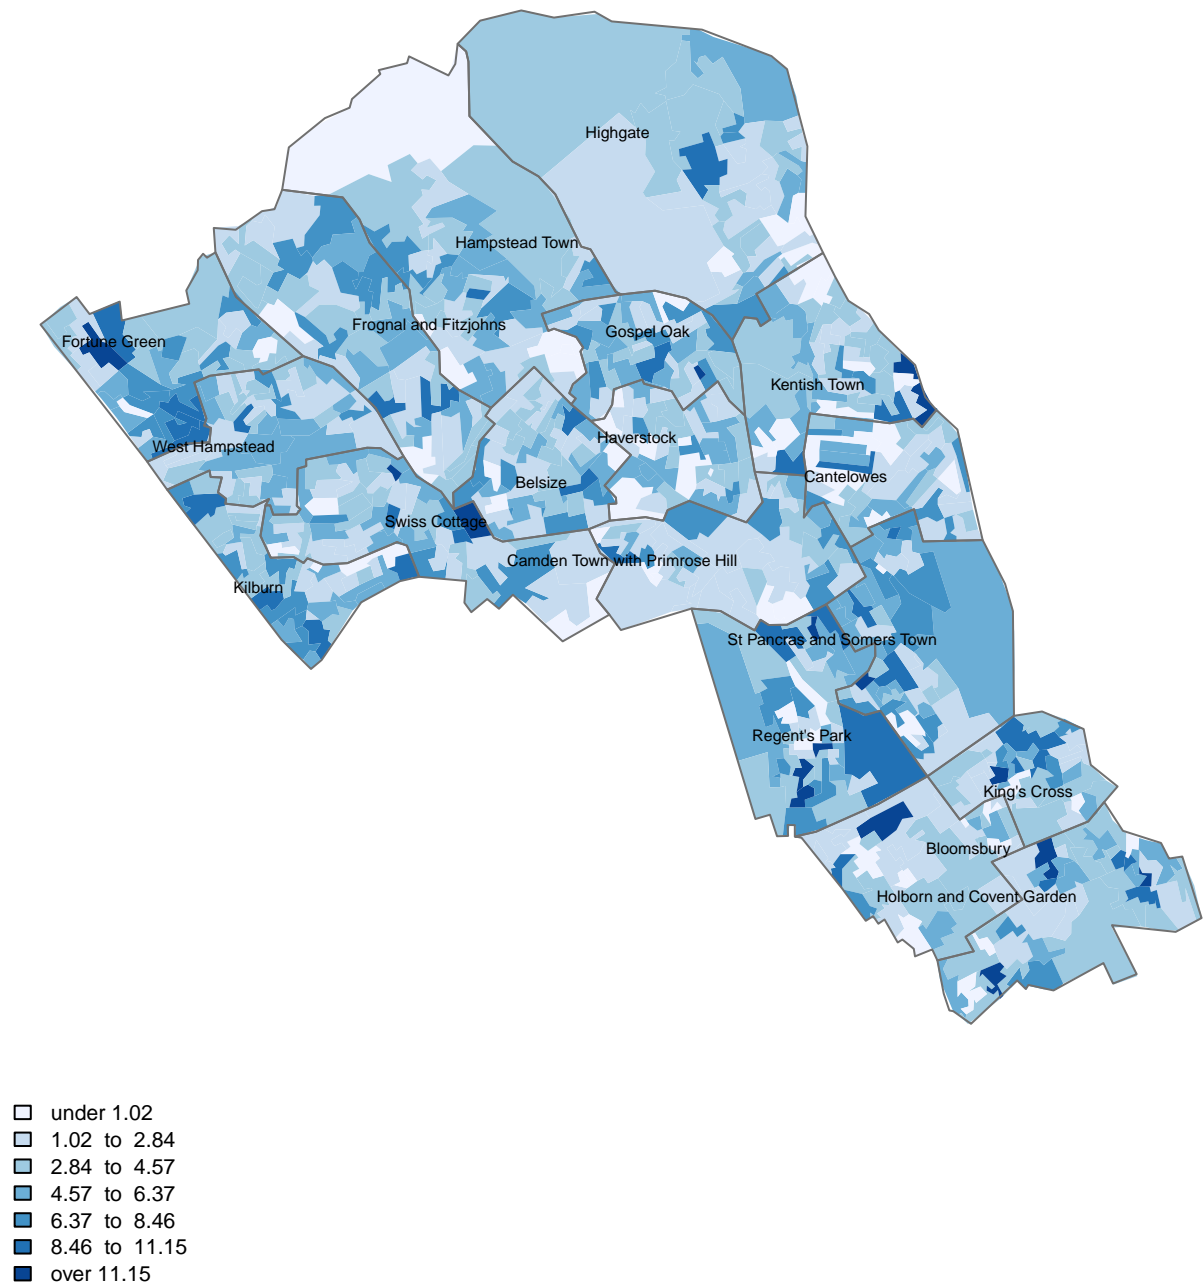 Highgate
Hampstead Town
Frognal and Fitzjohns
Gospel Oak
Fortune Green
Kentish Town
Haverstock
West Hampstead
Cantelowes
Belsize
Swiss Cottage
Camden Town with Primrose Hill
Kilburn
St Pancras and Somers Town
Regent's Park
King's Cross
Bloomsbury
Holborn and Covent Garden
under 1.02
1.02 to 2.84
2.84 to 4.57
4.57 to 6.37
6.37 to 8.46
8.46 to 11.15
over 11.15